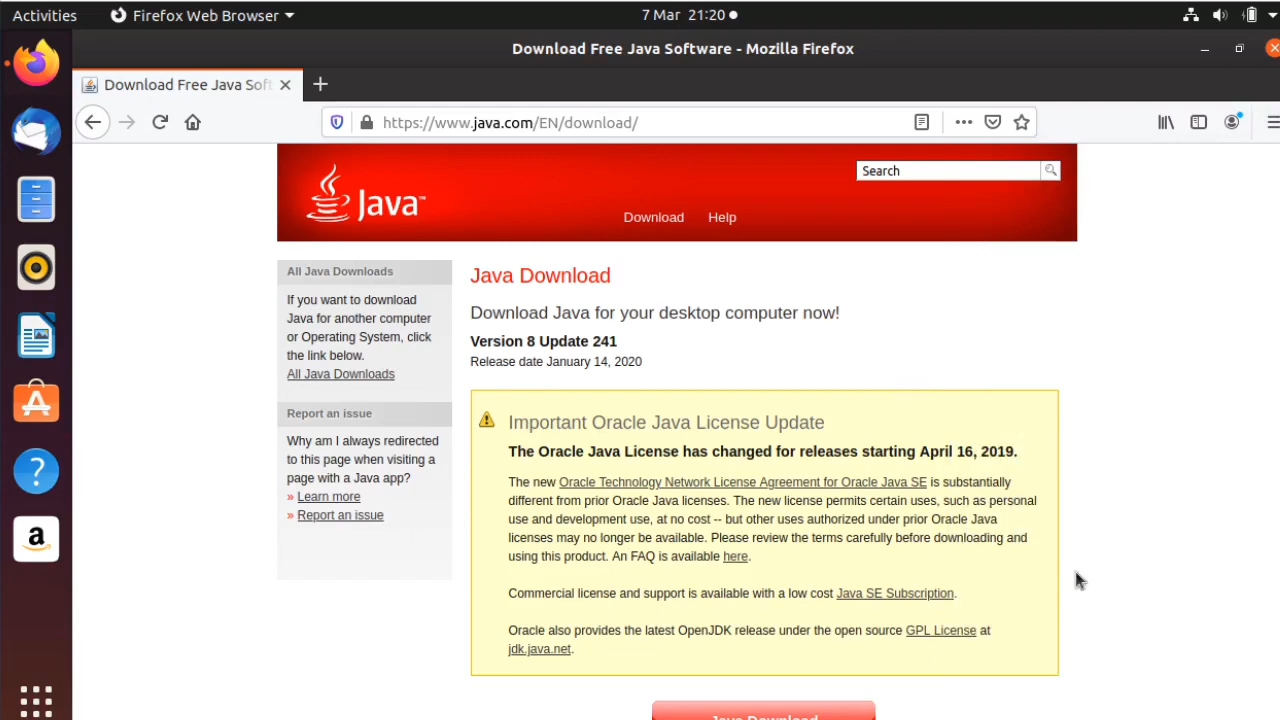 Activities
Firefox Web Browser
7 Mar 21:20
Download Free Java Software - Mozilla Firefox
Download Free Java Soft
https://www.java.com/EN/download/
Java™
Search
Download
Help
All Java Downloads
If you want to download
Java for another computer
or Operating System, click
the link below.
All Java Downloads
Report an issue
Why am I always redirected
to this page when visiting a
page with a Java app?
» Learn more
» Report an issue
Java Download
Download Java for your desktop computer now!
Version 8 Update 241
Release date January 14, 2020
Important Oracle Java License Update
The Oracle Java License has changed for releases starting April 16, 2019.
The new Oracle Technology Network License Agreement for Oracle Java SE is substantially
different from prior Oracle Java licenses. The new license permits certain uses, such as personal
use and development use, at no cost -- but other uses authorized under prior Oracle Java
licenses may no longer be available. Please review the terms carefully before downloading and
using this product. An FAQ is available here.
Commercial license and support is available with a low cost Java SE Subscription.
Oracle also provides the latest OpenJDK release under the open source GPL License at
jdk.java.net.
Java Download